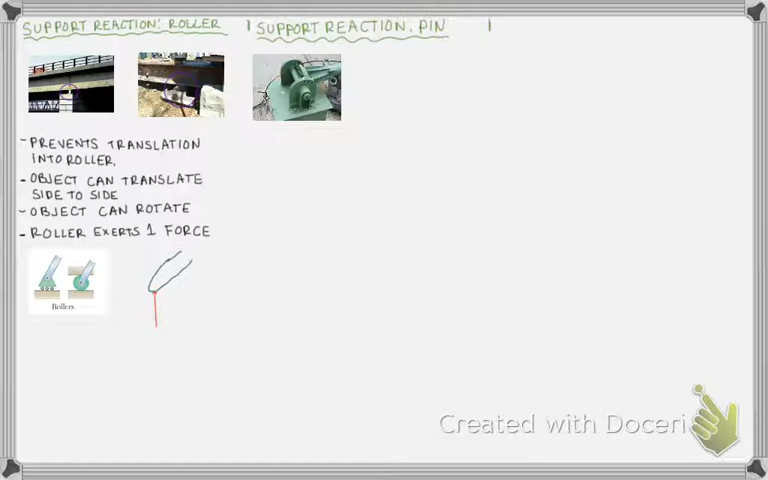 SUPPORT REACTION: ROLLER
SUPPORT REACTION: PIN
- PREVENTS TRANSLATION
INTO ROLLER.
- OBJECT CAN TRANSLATE
SIDE TO SIDE
- OBJECT CAN ROTATE
- ROLLER EXERTS 1 FORCE
Rollers
Created with Doceri